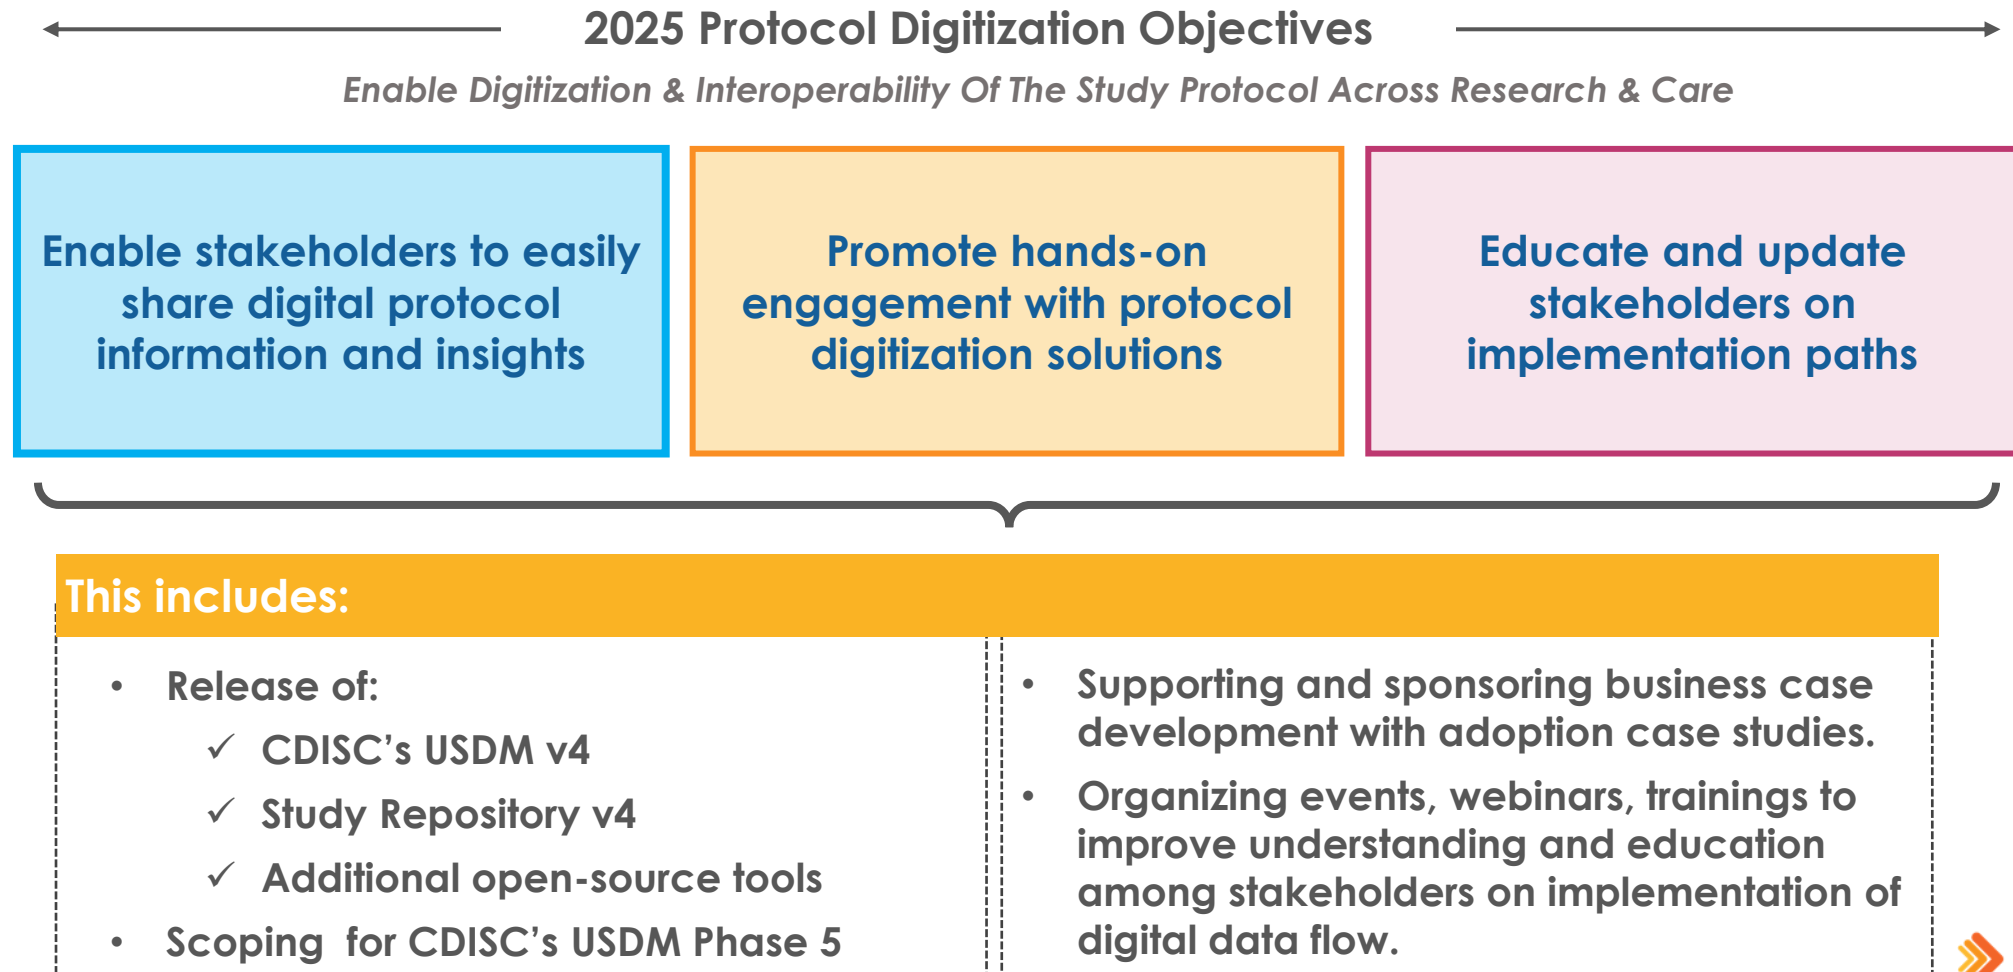 2025 Protocol Digitization Objectives
Enable Digitization & Interoperability Of The Study Protocol Across Research & Care
Enable stakeholders to easily
share digital protocol
information and insights
Promote hands-on
engagement with protocol
digitization solutions
Educate and update
stakeholders on
implementation paths
This includes:
• Release of:
✓ CDISC’s USDM v4
✓ Study Repository v4
✓ Additional open-source tools
• Scoping for CDISC’s USDM Phase 5
• Supporting and sponsoring business case
development with adoption case studies.
• Organizing events, webinars, trainings to
improve understanding and education
among stakeholders on implementation of
digital data flow.